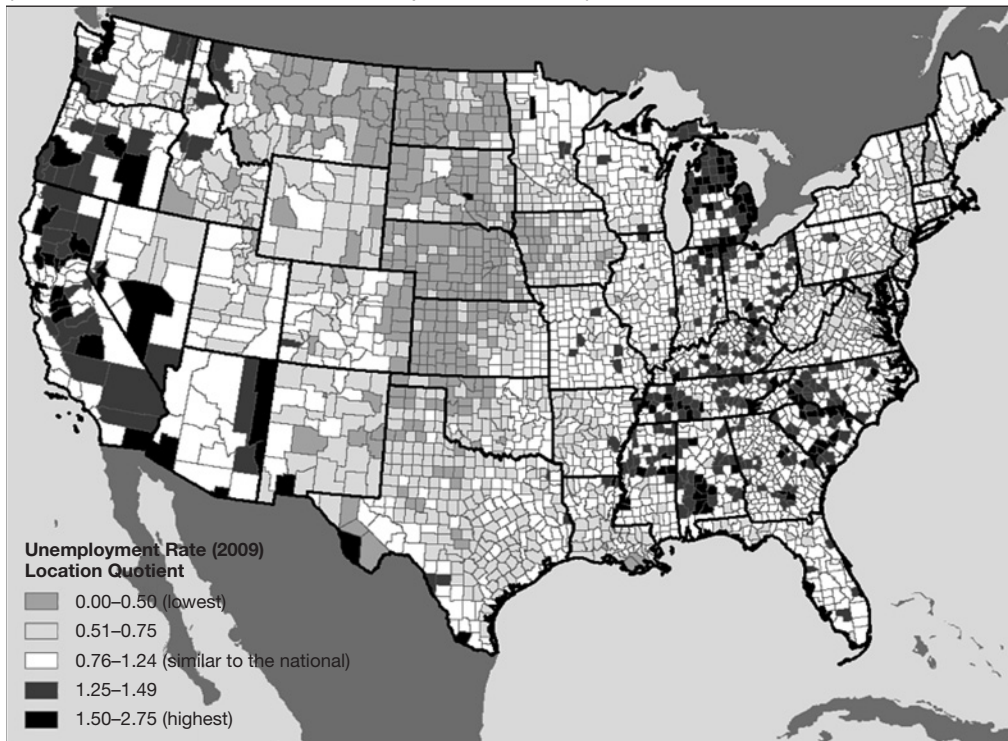 Unemployment Rate (2009)
Location Quotient
0.00–0.50 (lowest)
0.51–0.75
0.76–1.24 (similar to the national)
1.25–1.49
1.50–2.75 (highest)